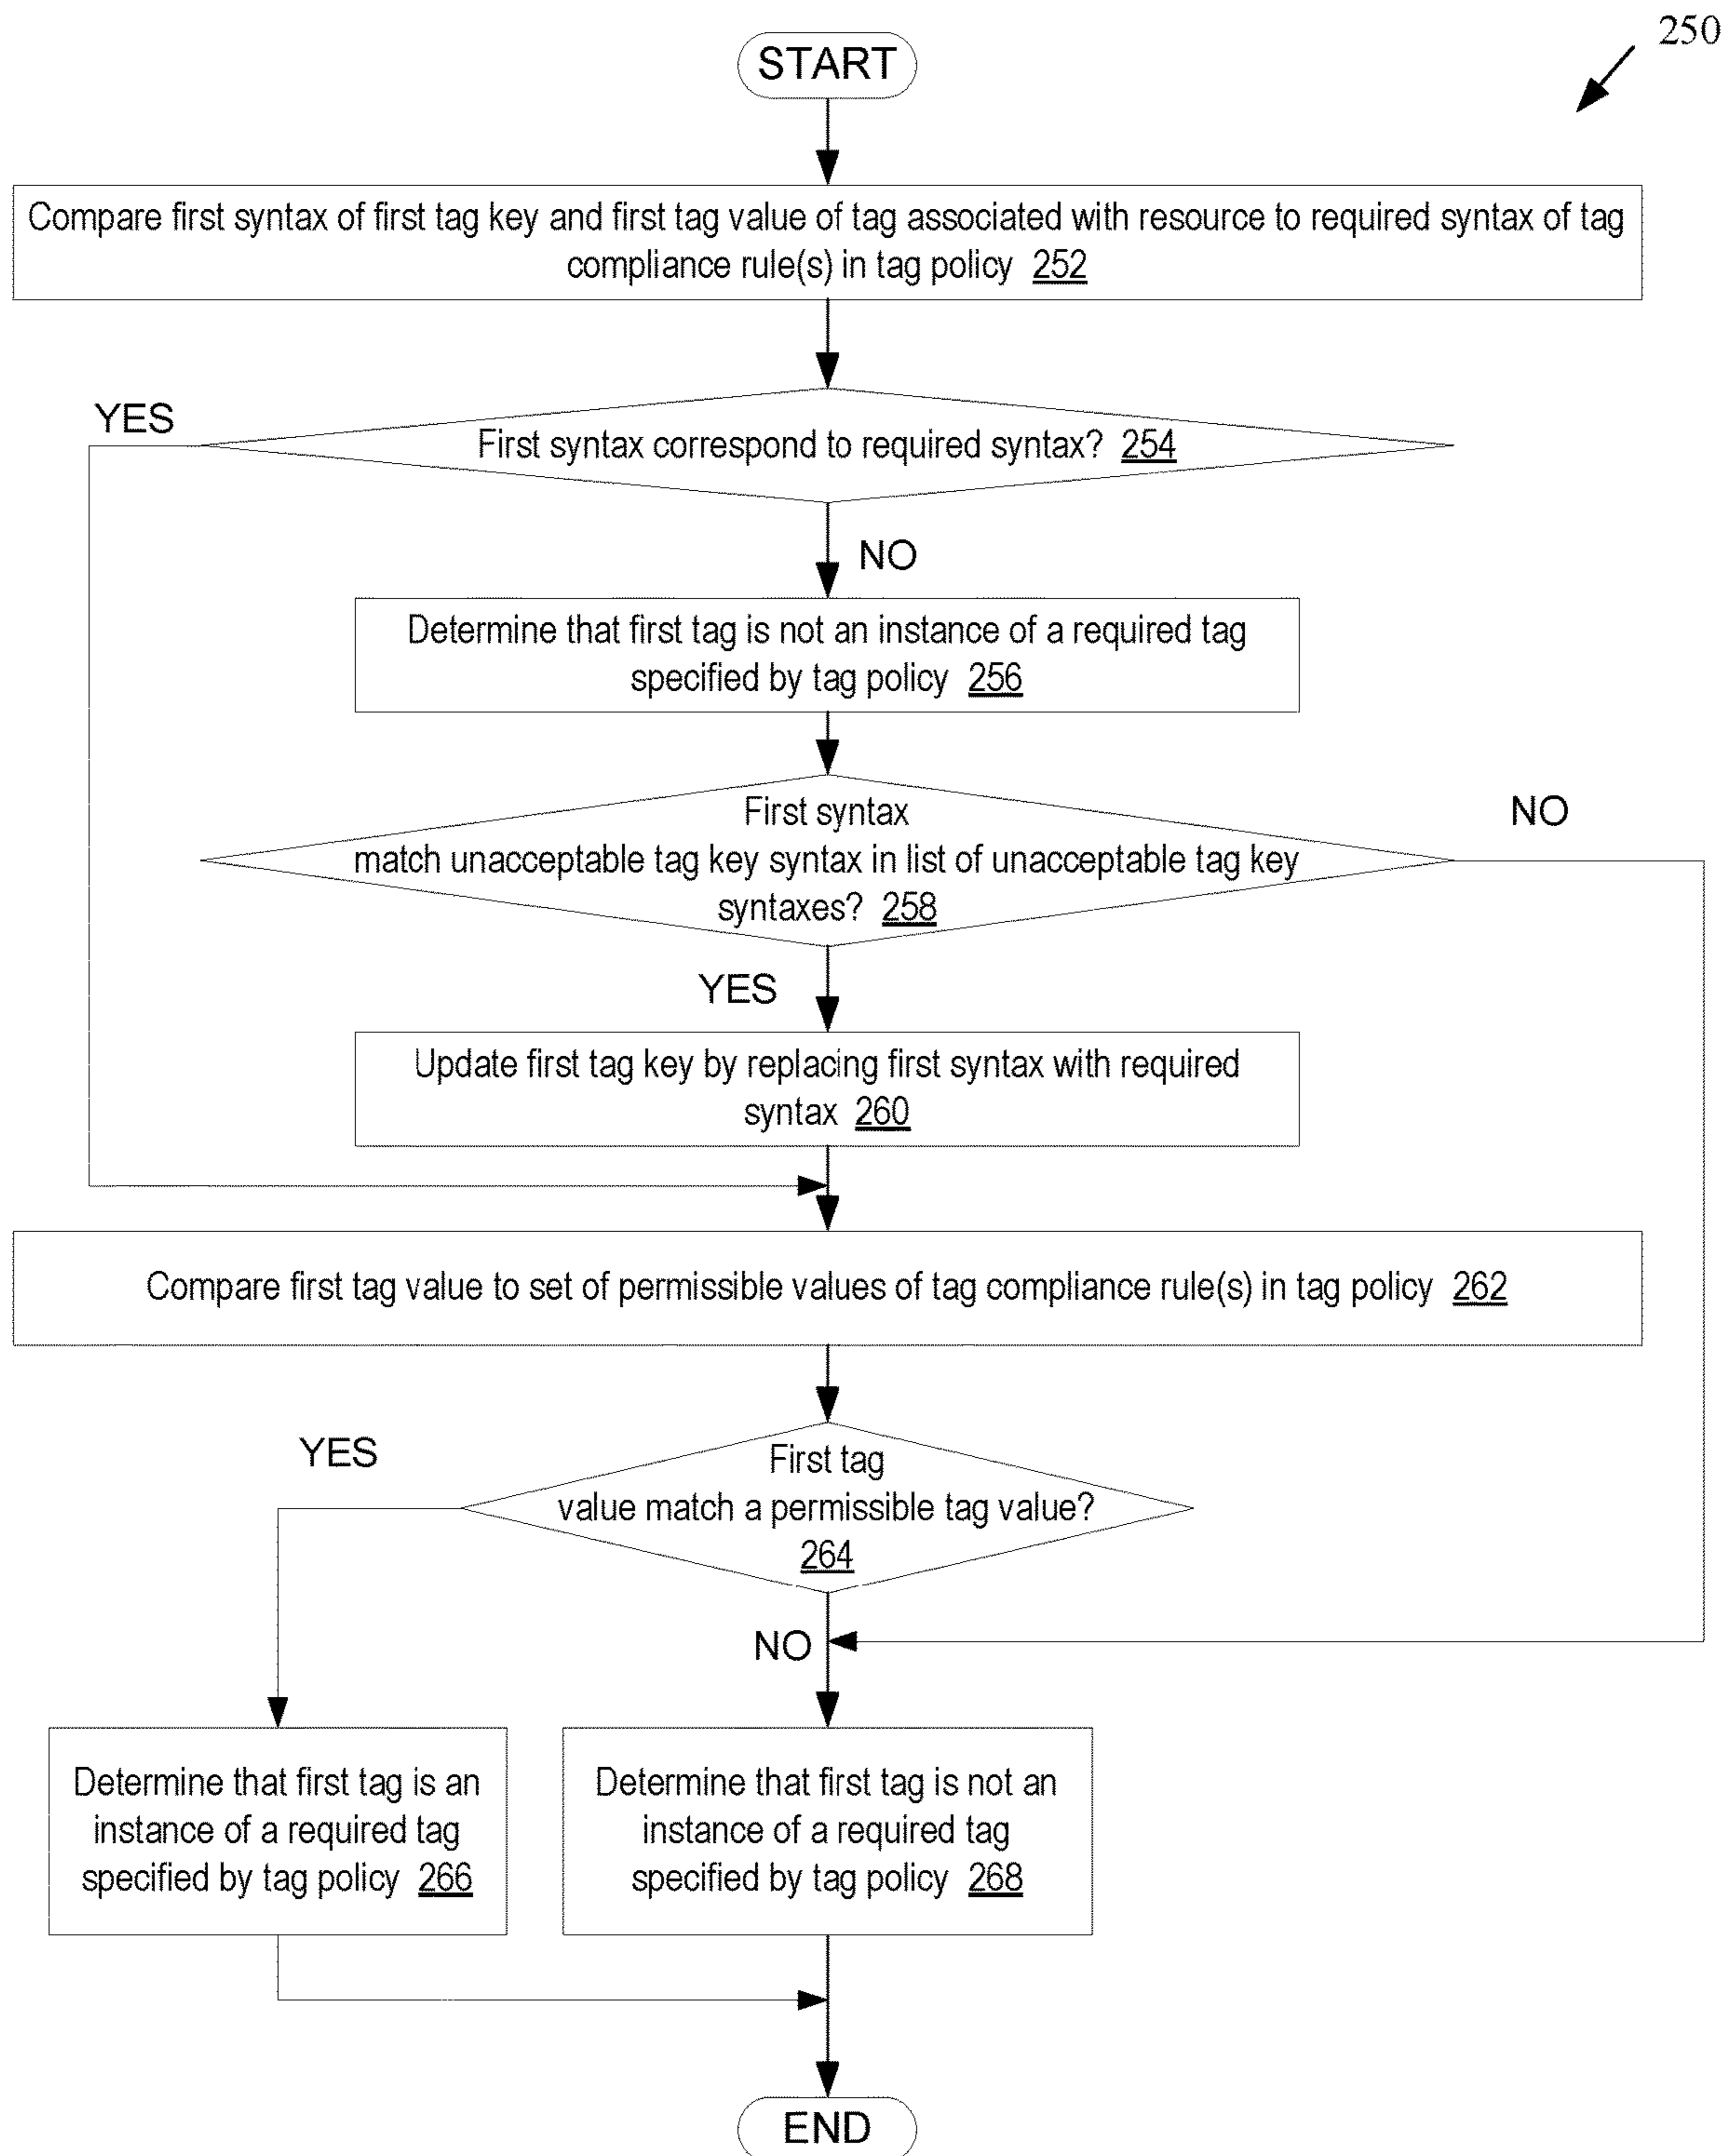 250
START
Compare first syntax of first tag key and first tag value of tag associated with resource to required syntax of tag
compliance rule(s) in tag policy 252
YES
First syntax correspond to required syntax? 254
NO
Determine that first tag is not an instance of a required tag
specified by tag policy 256
First syntax
NO
match unacceptable tag key syntax in list of unacceptable tag key
syntaxes? 258
YES
Update first tag key by replacing first syntax with required
syntax 260
Compare first tag value to set of permissible values of tag compliance rule(s) in tag policy 262
YES
First tag
value match a permissible tag value?
264
NO
Determine that first tag is an
instance of a required tag
specified by tag policy 266
Determine that first tag is not an
instance of a required tag
specified by tag policy 268
END